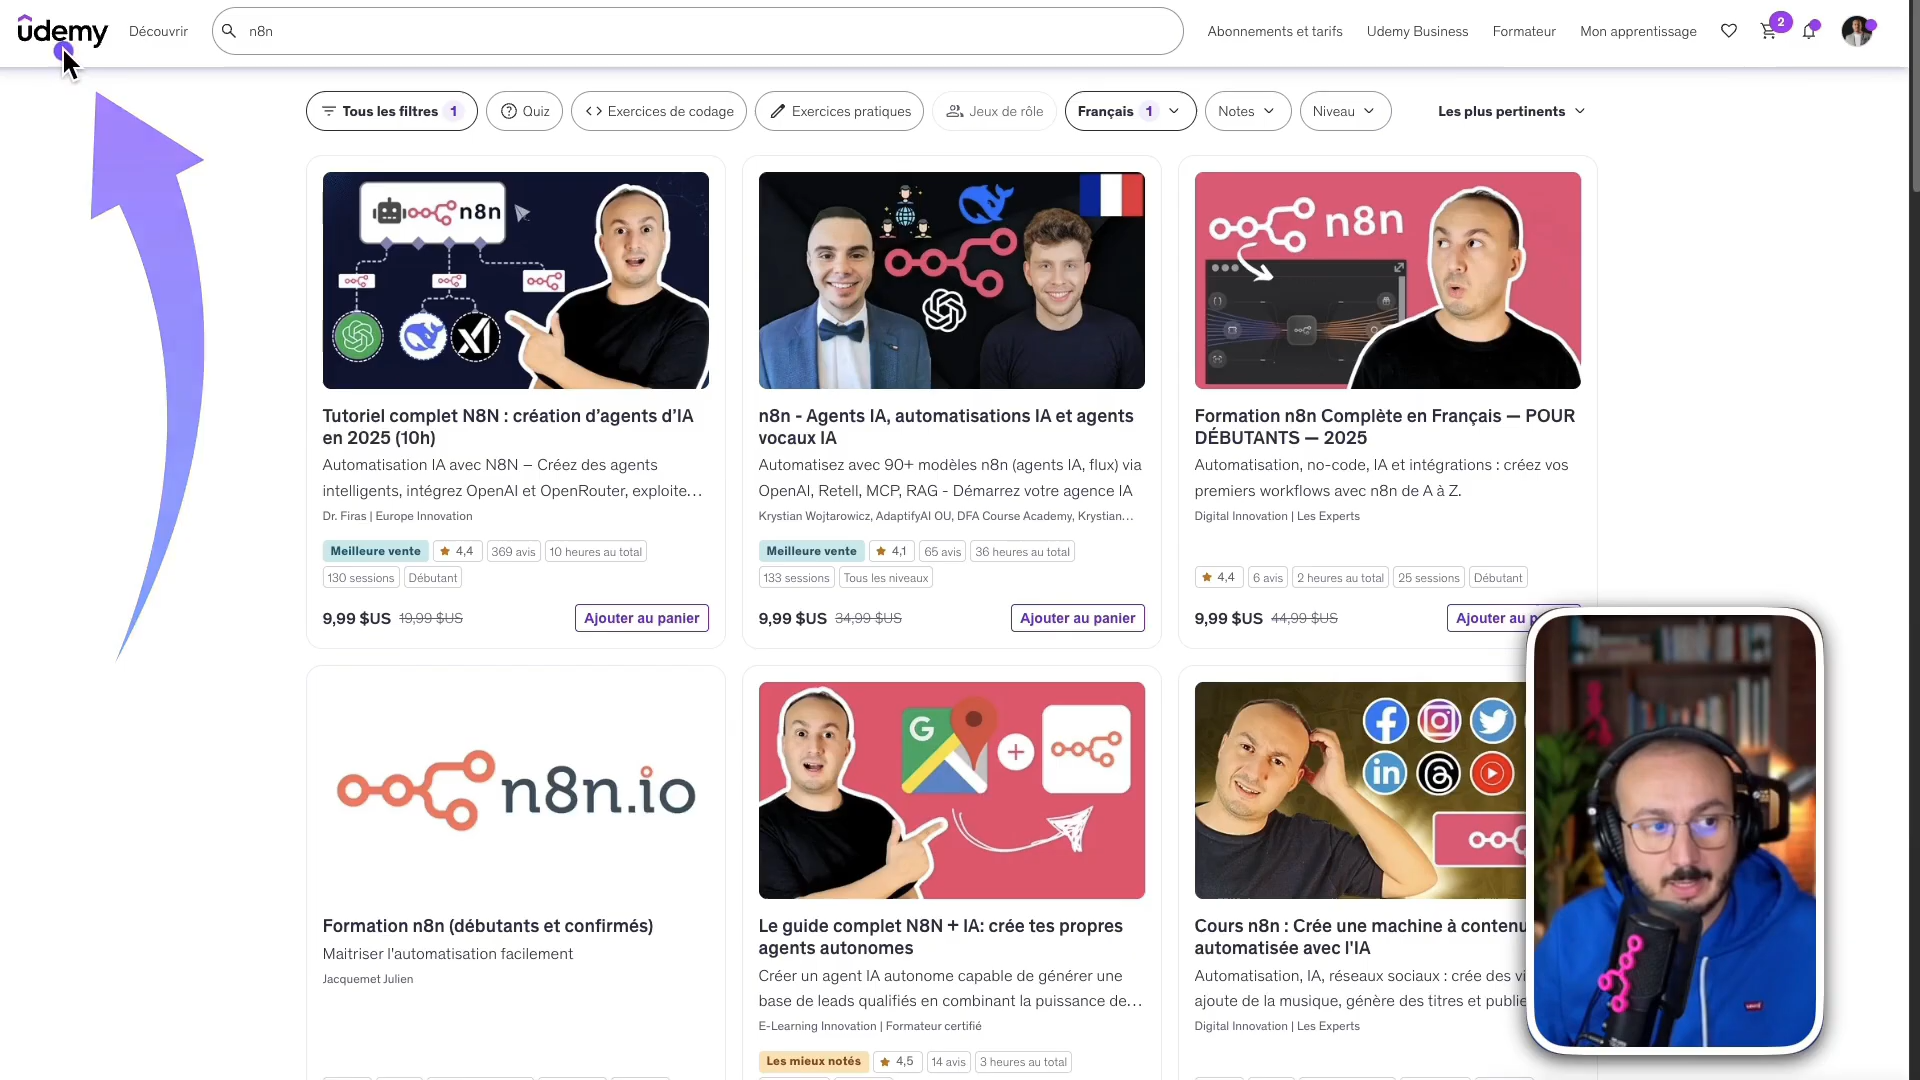 ûdemy
Découvrir
n8n
Abonnements et tarifs
Udemy Business
Formateur
Mon apprentissage
2
Tous les filtres 1
Quiz
Exercices de codage
Exercices pratiques
Jeux de rôle
Français 1
Notes
Niveau
Les plus pertinents
n8n
n8n
Tutoriel complet N8N : création d’agents d’IA
en 2025 (10h)
Automatisation IA avec N8N – Créez des agents
intelligents, intégrez OpenAI et OpenRouter, exploite…
Dr. Firas | Europe Innovation
Meilleure vente
4,4
369 avis
10 heures au total
130 sessions
Débutant
9,99 $US 19,99 $US
Ajouter au panier
n8n - Agents IA, automatisations IA et agents
vocaux IA
Automatisez avec 90+ modèles n8n (agents IA, flux) via
OpenAI, Retell, MCP, RAG - Démarrez votre agence IA
Krystian Wojtarowicz, AdaptifyAI OU, DFA Course Academy, Krystian…
Meilleure vente
4,1
65 avis
36 heures au total
133 sessions
Tous les niveaux
9,99 $US 34,99 $US
Ajouter au panier
Formation n8n Complète en Français — POUR
DÉBUTANTS — 2025
Automatisation, no-code, IA et intégrations : créez vos
premiers workflows avec n8n de A à Z.
Digital Innovation | Les Experts
4,4
6 avis
2 heures au total
25 sessions
Débutant
9,99 $US 44,99 $US
Ajouter au p
n8n.io
G
in
Formation n8n (débutants et confirmés)
Maitriser l'automatisation facilement
Jacquemet Julien
Le guide complet N8N + IA: crée tes propres
agents autonomes
Créer un agent IA autonome capable de générer une
base de leads qualifiés en combinant la puissance de…
E-Learning Innovation | Formateur certifié
Les mieux notés
4,5
14 avis
3 heures au total
Cours n8n : Crée une machine à contenu
automatisée avec l'IA
Automatisation, IA, réseaux sociaux : crée des vi
ajoute de la musique, génère des titres et publie
Digital Innovation | Les Experts